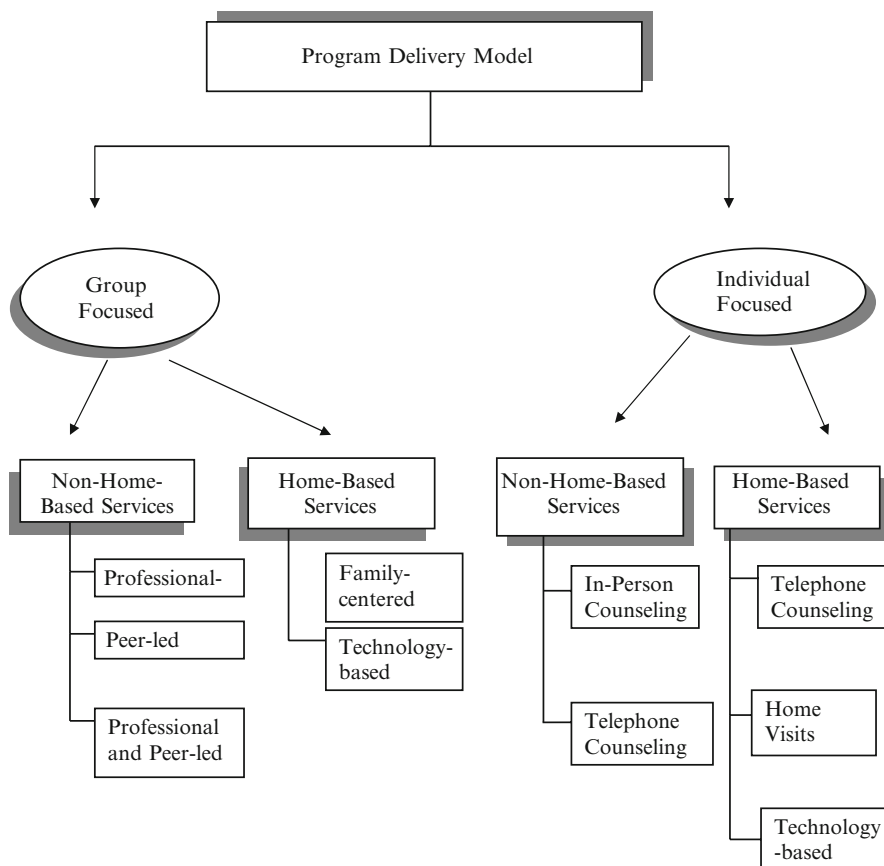 Program Delivery Model
Group
Focused
Individual
Focused
Non-Home-
Based Services
Home-Based
Services
Non-Home-Based
Services
Home-Based
Services
Professional-
Peer-led
Professional
and Peer-led
Family-
centered
Technology-
based
In-Person
Counseling
Telephone
Counseling
Telephone
Counseling
Home
Visits
Technology
-based